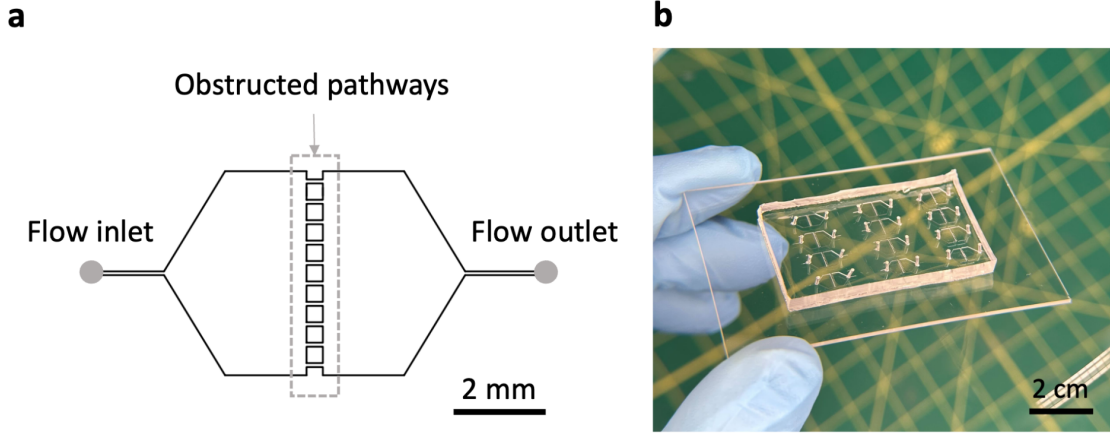 a
b
Obstructed pathways
Flow inlet
Flow outlet
2 mm
2 cm